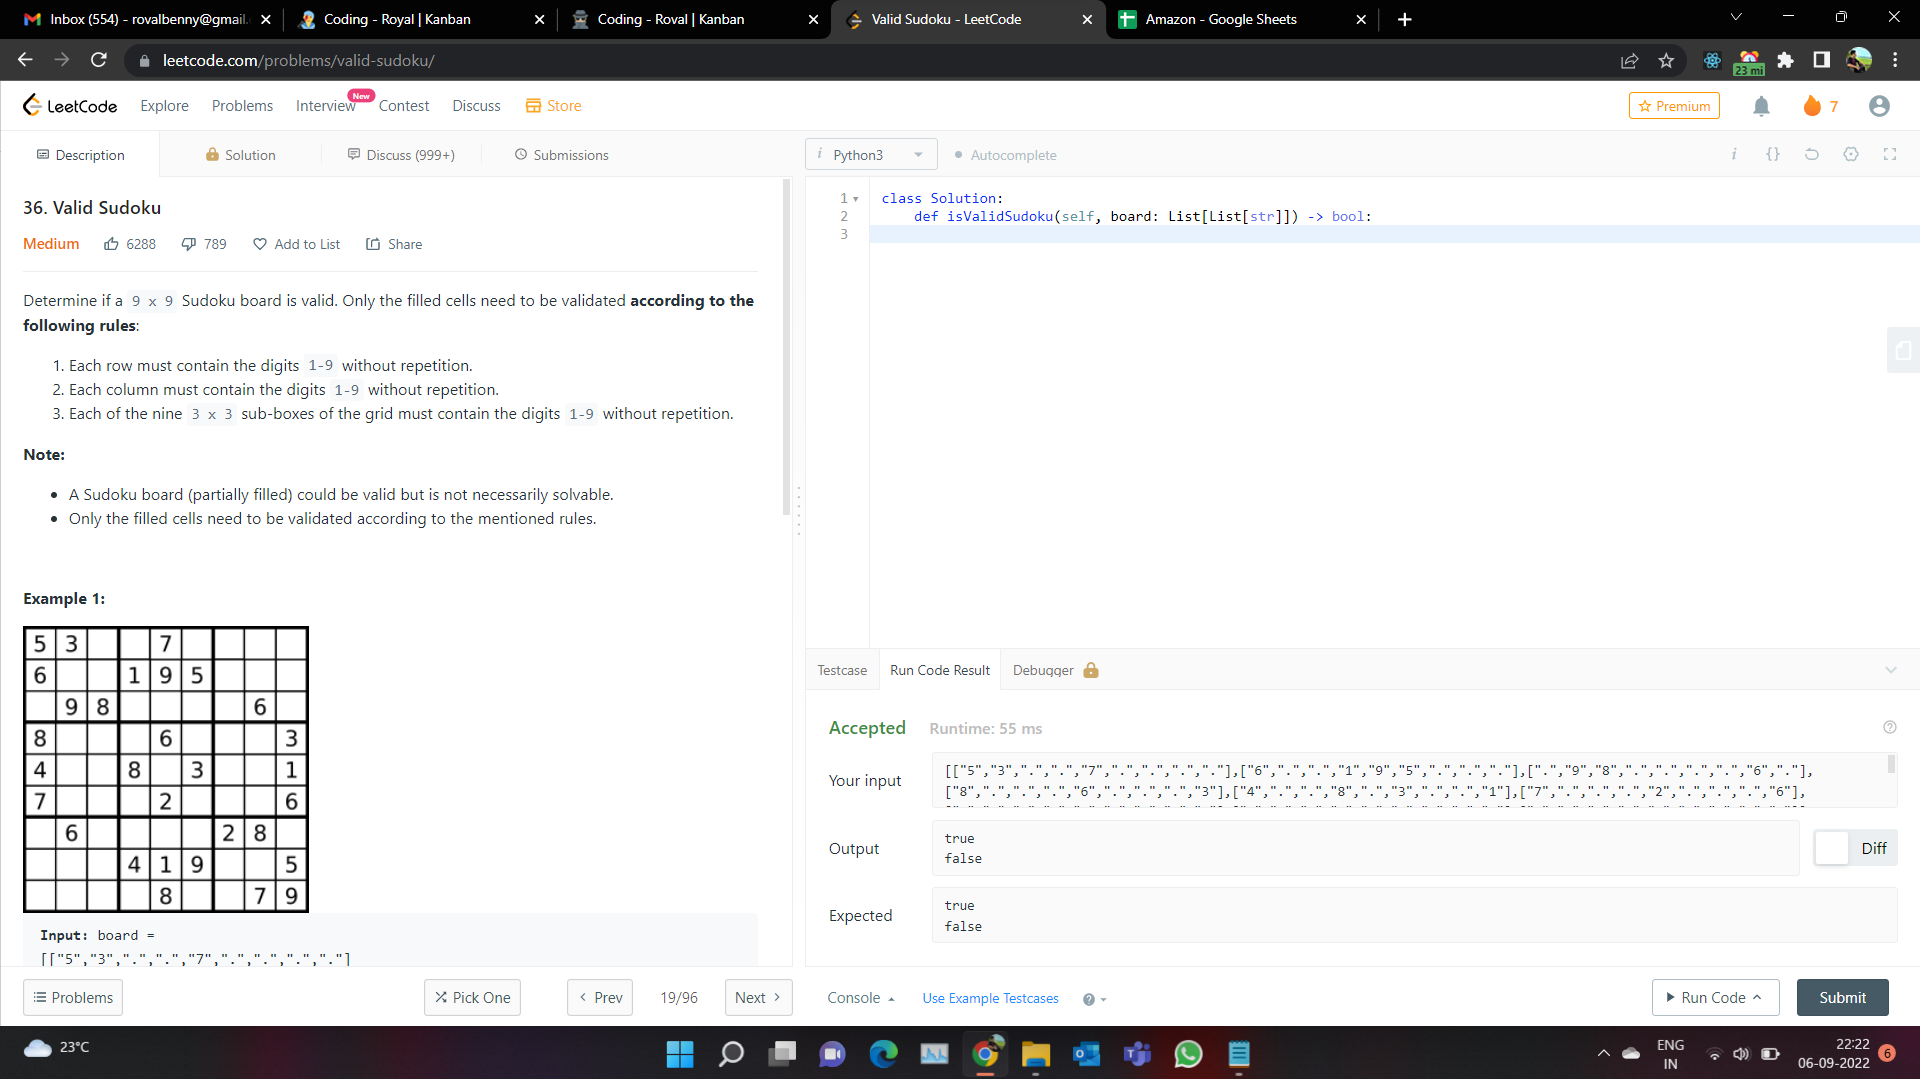 Inbox (554) - rovalbenny@gmail.
Coding - Royal | Kanban
Coding - Roval | Kanban
Valid Sudoku - LeetCode
Amazon - Google Sheets
leetcode.com/problems/valid-sudoku/
23 mi
LeetCode
Explore
Problems
Interview
New
Contest
Discuss
Store
Premium
7
Description
Solution
Discuss (999+)
Submissions
i Python3
Autocomplete
36. Valid Sudoku
Medium
6288
789
Add to List
Share
Determine if a 9 x 9 Sudoku board is valid. Only the filled cells need to be validated according to the
following rules:
1. Each row must contain the digits 1-9 without repetition.
2. Each column must contain the digits 1-9 without repetition.
3. Each of the nine 3 x 3 sub-boxes of the grid must contain the digits 1-9 without repetition.
Note:
• A Sudoku board (partially filled) could be valid but is not necessarily solvable.
• Only the filled cells need to be validated according to the mentioned rules.
Example 1:
5 3 7
6 1 9 5
9 8 6
8 6 3
4 8 3 1
7 2 6
6 2 8
4 1 9 5
8 7 9
Input: board =
[["5","3",".",".","7",".",".",".","."]
Problems
Pick One
Prev
19/96
Next
1 class Solution:
2 def isValidSudoku(self, board: List[List[str]]) -> bool:
3
Testcase
Run Code Result
Debugger
Accepted
Runtime: 55 ms
Your input
[["5","3",".",".","7",".",".",".","."],["6",".",".","1","9","5",".",".","."],[".","9","8",".",".",".",".","6","."],
["8",".",".",".","6",".",".",".","3"],["4",".",".","8",".","3",".",".","1"],["7",".",".",".","2",".",".",".","6"],
Output
true
false
Diff
Expected
true
false
Console
Use Example Testcases
Run Code
Submit
23°C
ENG
IN
22:22
06-09-2022
6